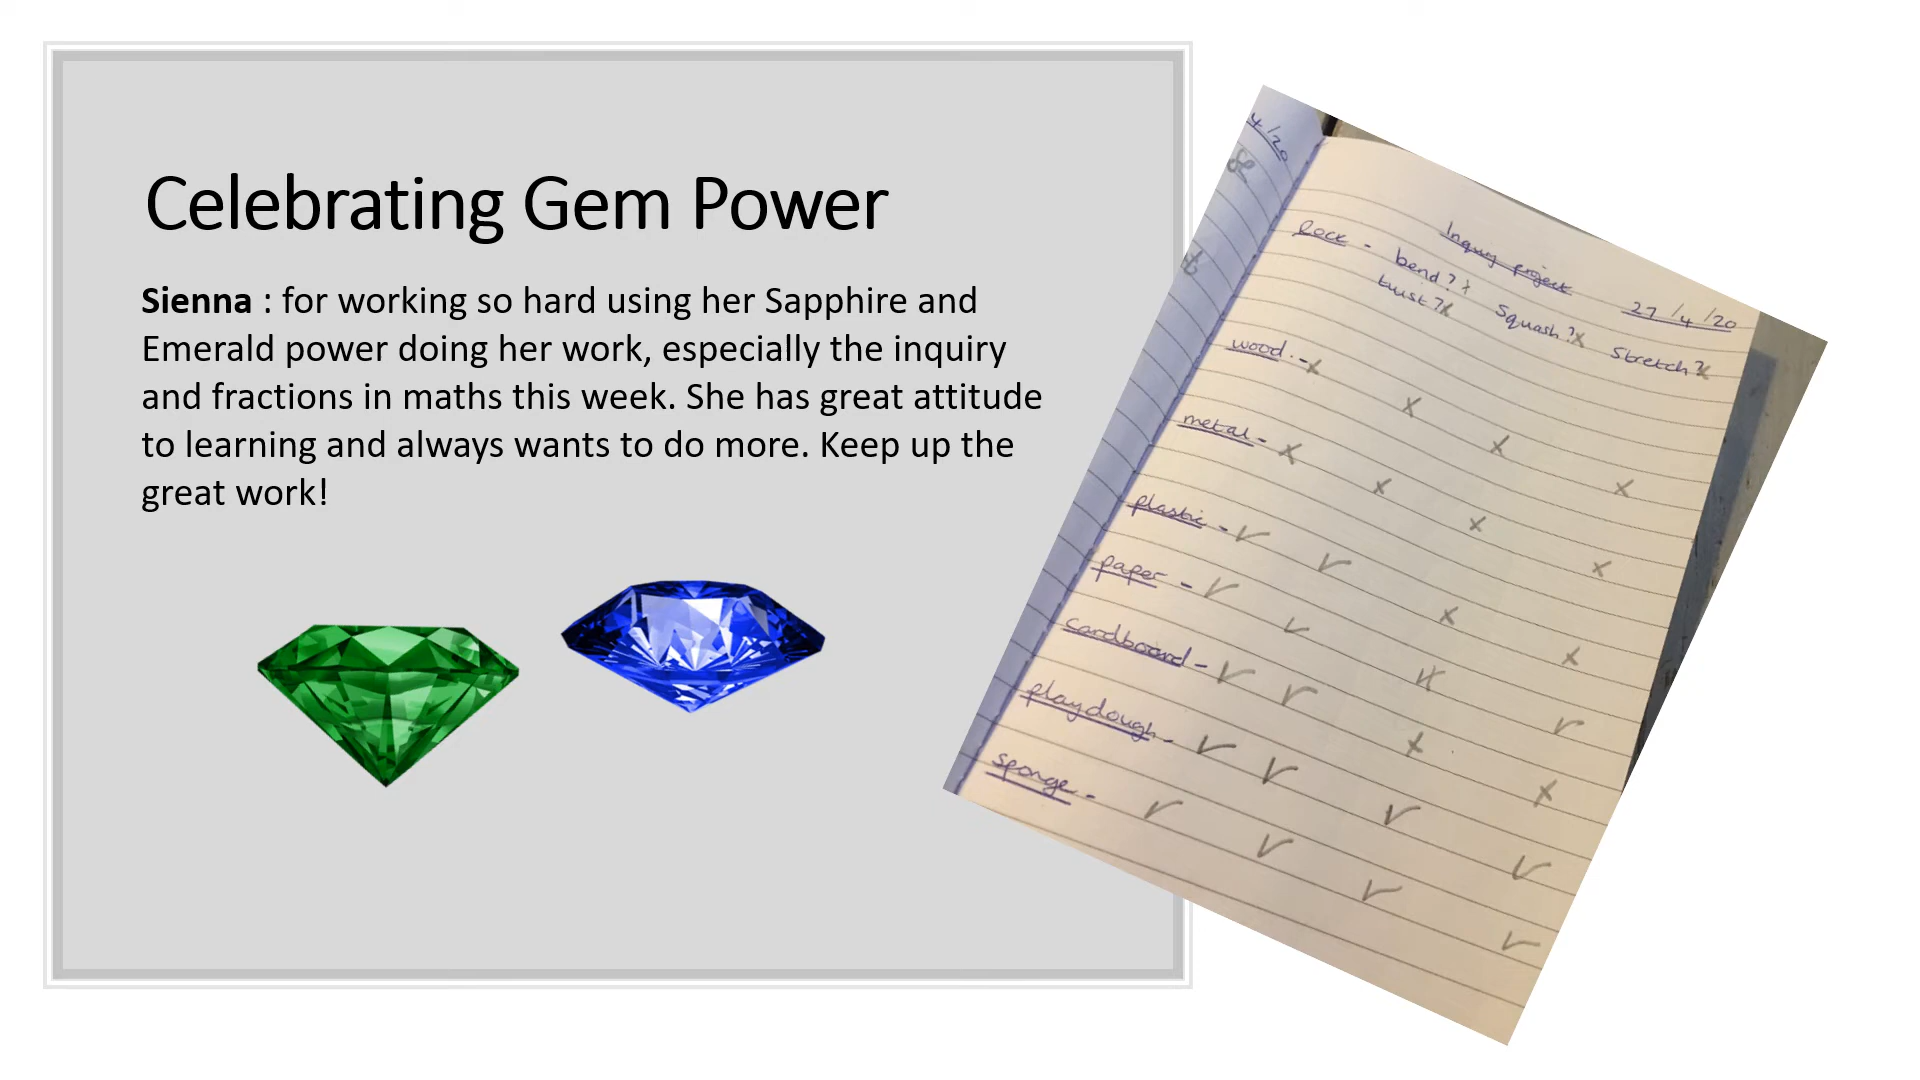 Celebrating Gem Power
Sienna : for working so hard using her Sapphire and
Emerald power doing her work, especially the inquiry
and fractions in maths this week. She has great attitude
to learning and always wants to do more. Keep up the
great work!
4/20
Inquiry project
27/4/20
Rock - bend? x Squash? x Stretch? x
twist? x
wood. - x x x x
metal - x x x x
plastic - ✓ ✓ x x
paper - ✓ ✓ x ✓
cardboard - ✓ ✓ x x
playdough - ✓ ✓ ✓ ✓
sponge - ✓ ✓ ✓ ✓